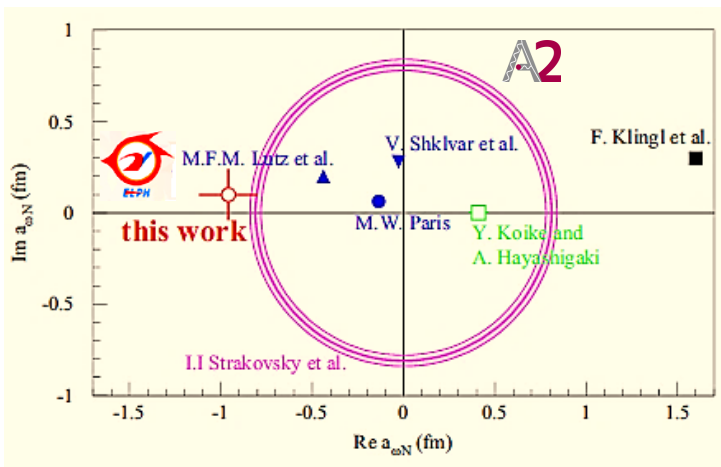 1
A2
0.5
V. Shklvar et al.
F. Klingl et al.
M.F.M. Lutz et al.
ELPH
Im aωN (fm)
0
this work
M.W. Paris
Y. Koike and
A. Hayashigaki
-0.5
I.I Strakovsky et al.
-1
-1.5 -1 -0.5 0 0.5 1 1.5
Re aωN (fm)